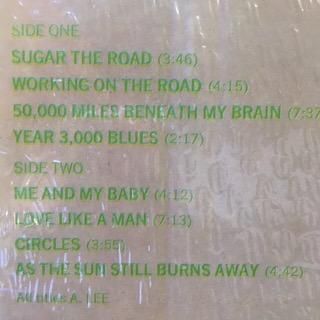 SIDE ONE
SUGAR THE ROAD (3:46)
WORKING ON THE ROAD (4:15)
50,000 MILES BENEATH MY BRAIN (7:37
YEAR 3,000 BLUES (2:17)
SIDE TWO
ME AND MY BABY (4:12)
LOVE LIKE A MAN (7:13)
CIRCLES (3:55)
AS THE SUN STILL BURNS AWAY (4:42)
A. LEE